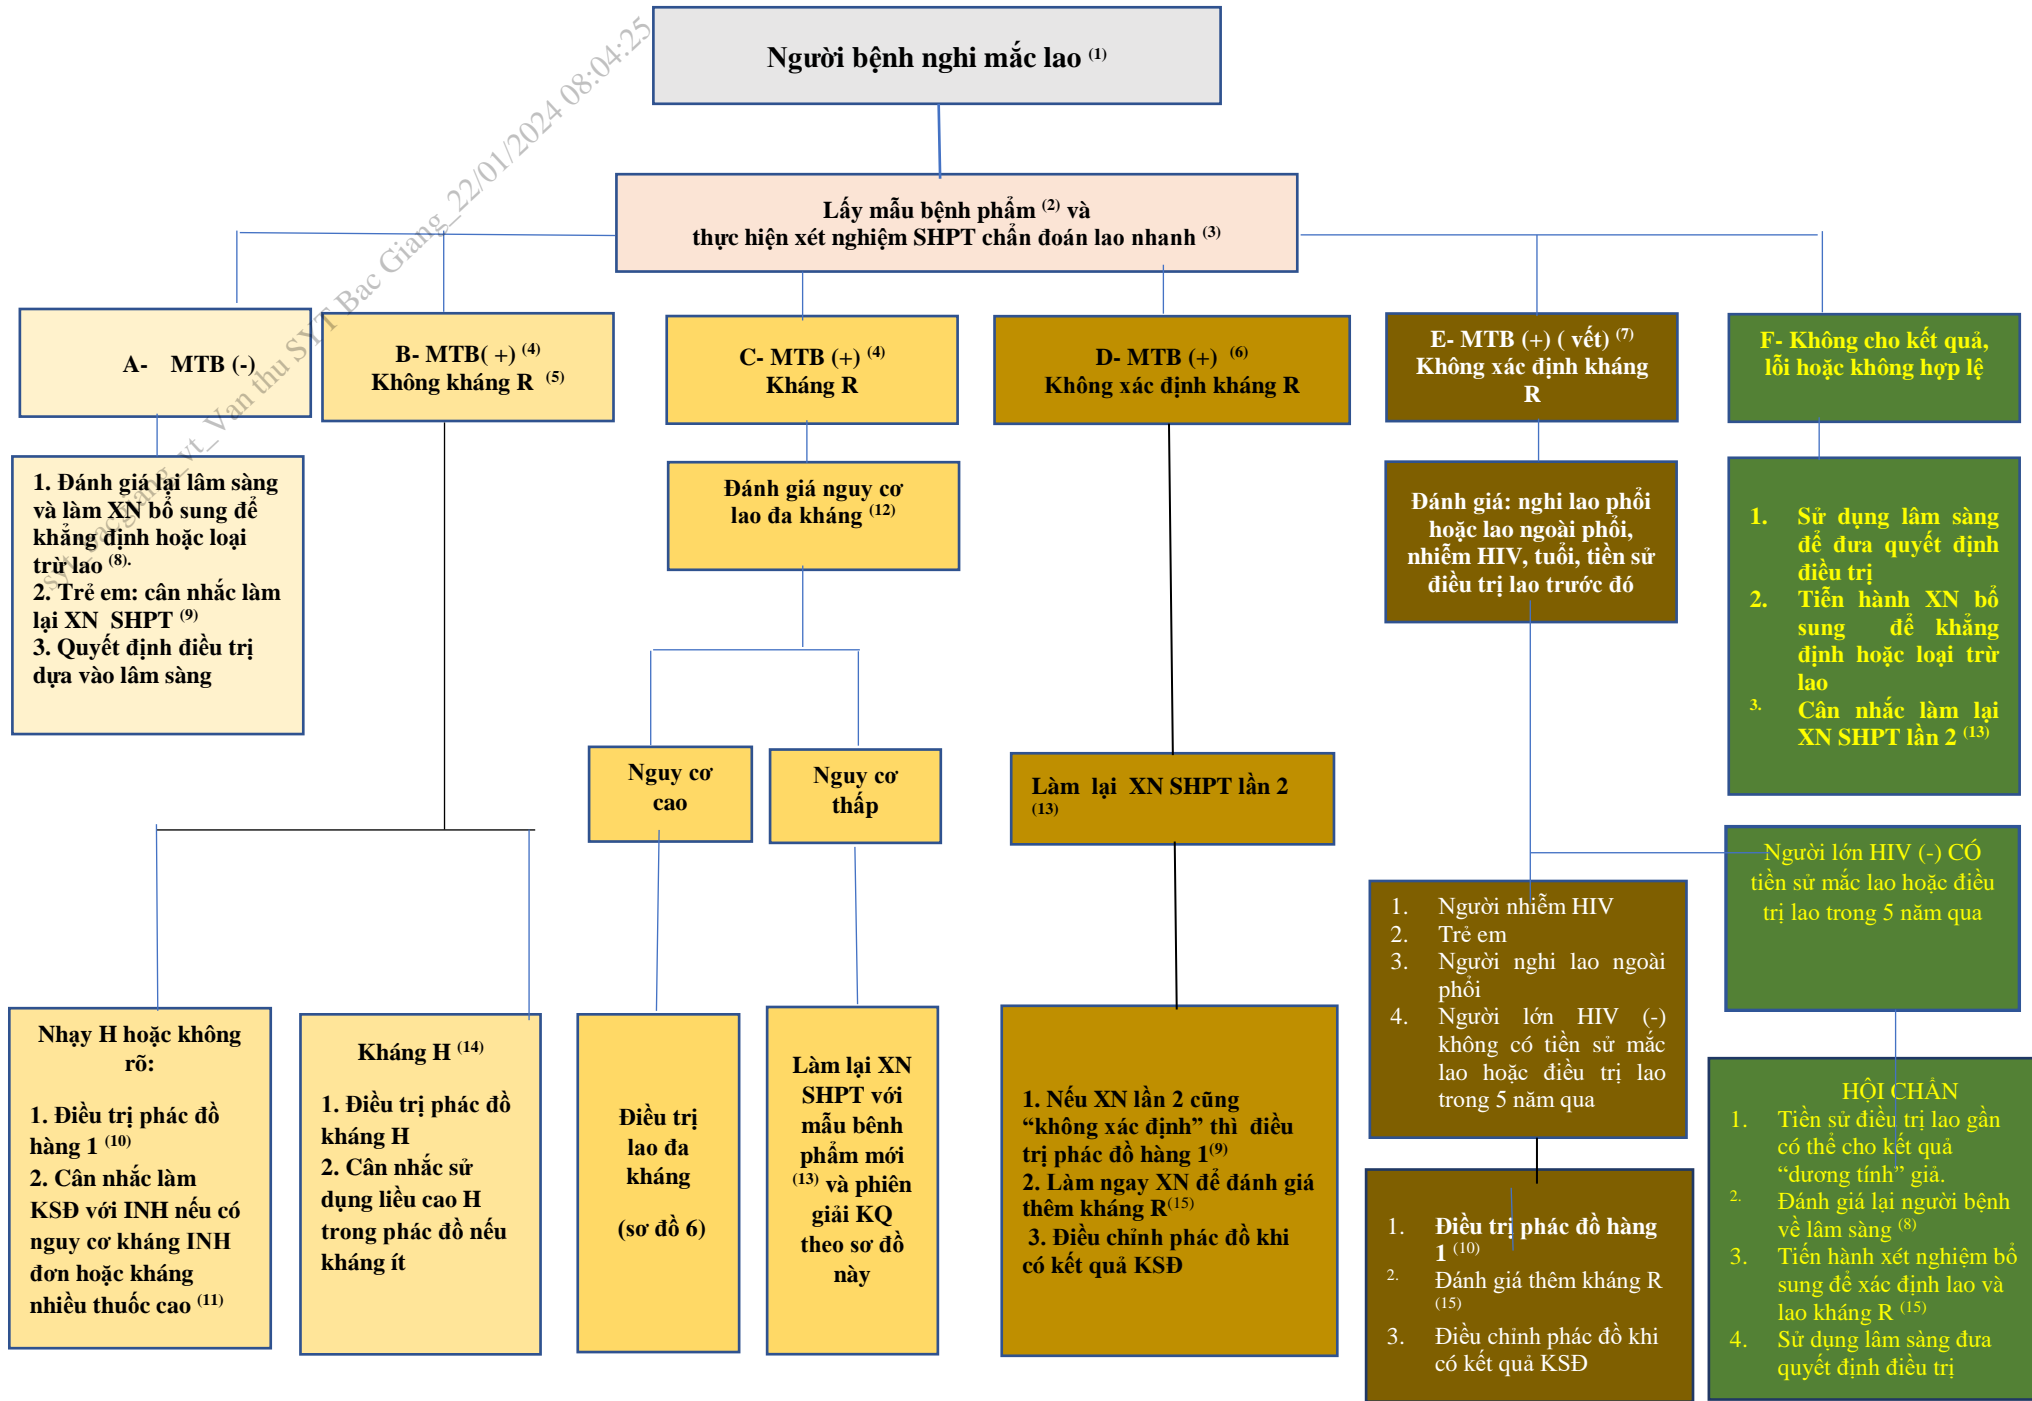 Người bệnh nghi mắc lao (1)
Lấy mẫu bệnh phẩm (2) và
thực hiện xét nghiệm SHPT chẩn đoán lao nhanh (3)
A- MTB (-)
B- MTB( +) (4)
Không kháng R (5)
C- MTB (+) (4)
Kháng R
D- MTB (+) (6)
Không xác định kháng R
E- MTB (+) ( vết) (7)
Không xác định kháng
R
F- Không cho kết quả,
lỗi hoặc không hợp lệ
1. Đánh giá lại lâm sàng
và làm XN bổ sung để
khẳng định hoặc loại
trừ lao (8).
2. Trẻ em: cân nhắc làm
lại XN SHPT (9)
3. Quyết định điều trị
dựa vào lâm sàng
Đánh giá nguy cơ
lao đa kháng (12)
Đánh giá: nghi lao phổi
hoặc lao ngoài phổi,
nhiễm HIV, tuổi, tiền sử
điều trị lao trước đó
1. Sử dụng lâm sàng
để đưa quyết định
điều trị
2. Tiễn hành XN bổ
sung để khẳng
định hoặc loại trừ
lao
3. Cân nhắc làm lại
XN SHPT lần 2 (13)
Nguy cơ
cao
Nguy cơ
thấp
Làm lại XN SHPT lần 2
(13)
Người lớn HIV (-) CÓ
tiền sử mắc lao hoặc điều
trị lao trong 5 năm qua
1. Người nhiễm HIV
2. Trẻ em
3. Người nghi lao ngoài
phổi
4. Người lớn HIV (-)
không có tiền sử mắc
lao hoặc điều trị lao
trong 5 năm qua
Nhạy H hoặc không
rõ:
1. Điều trị phác đồ
hàng 1 (10)
2. Cân nhắc làm
KSĐ với INH nếu có
nguy cơ kháng INH
đơn hoặc kháng
nhiều thuốc cao (11)
Kháng H (14)
1. Điều trị phác đồ
kháng H
2. Cân nhắc sử
dụng liều cao H
trong phác đồ nếu
kháng ít
Điều trị
lao đa
kháng
(sơ đồ 6)
Làm lại XN
SHPT với
mẫu bênh
phẩm mới
(13) và phiên
giải KQ
theo sơ đồ
này
1. Nếu XN lần 2 cũng
“không xác định” thì điều
trị phác đồ hàng 1(9)
2. Làm ngay XN để đánh giá
thêm kháng R(15)
3. Điều chỉnh phác đồ khi
có kết quả KSĐ
1. Điều trị phác đồ hàng
1 (10)
2. Đánh giá thêm kháng R
(15)
3. Điều chỉnh phác đồ khi
có kết quả KSĐ
HỘI CHẨN
1. Tiền sử điều trị lao gần
có thể cho kết quả
“dương tính” giả.
2. Đánh giá lại người bệnh
về lâm sàng (8)
3. Tiến hành xét nghiệm bổ
sung để xác định lao và
lao kháng R (15)
4. Sử dụng lâm sàng đưa
quyết định điều trị
syt_bacgiang_vt_Van thu SYT Bac Giang_22/01/2024 08:04:25